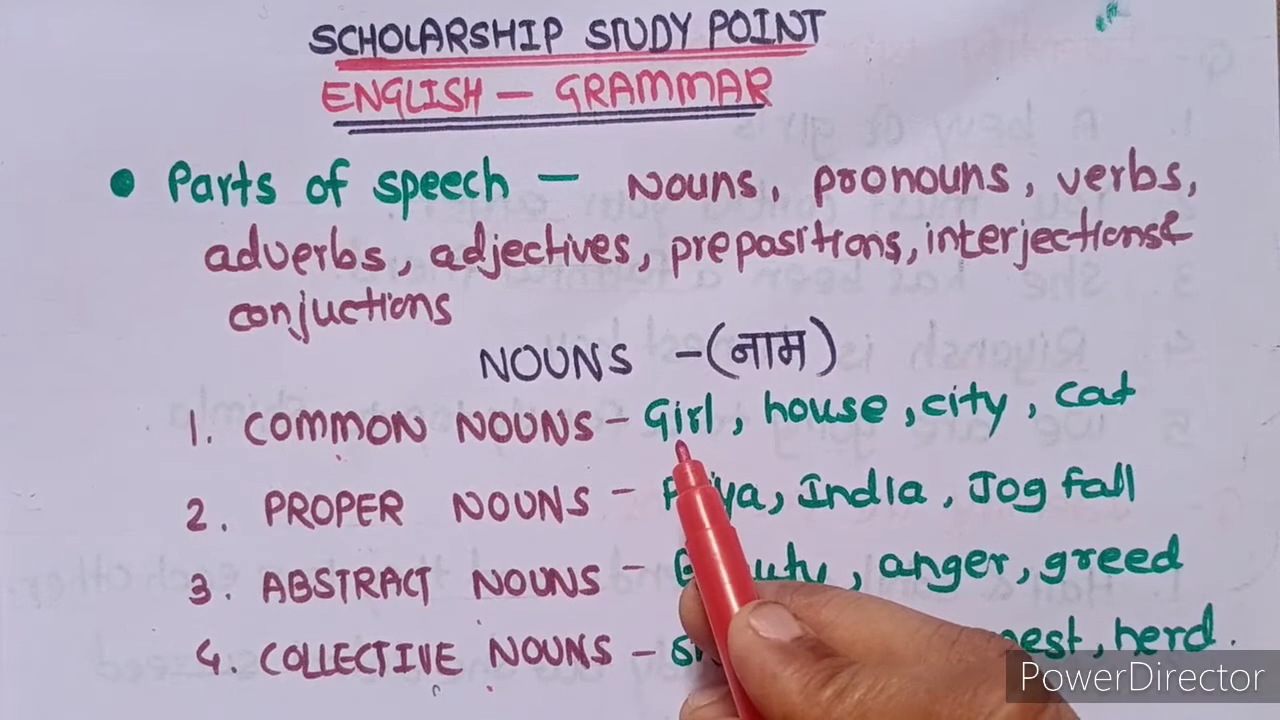 SCHOLARSHIP STUDY POINT
ENGLISH - GRAMMAR
• Parts of speech - Nouns, pronouns, verbs,
adverbs, adjectives, prepositions, interjections &
conjuctions
NOUNS - (नाम)
1. COMMON NOUNS - Girl, house, city, cat
2. PROPER NOUNS - India, Jog fall
3. ABSTRACT NOUNS - anger, greed
4. COLLECTIVE NOUNS - herd.
PowerDirector